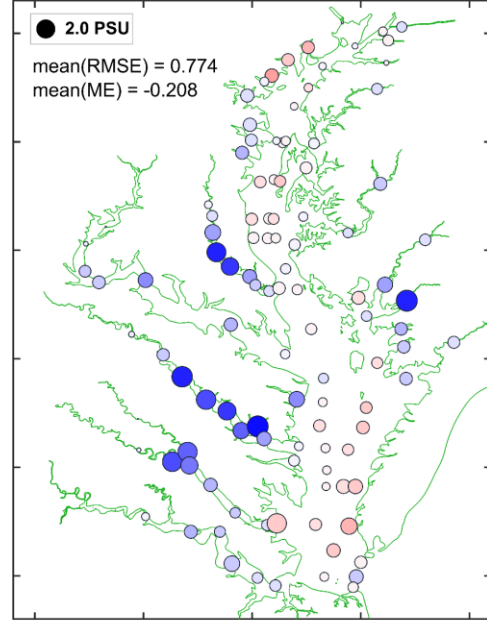 2.0 PSU
mean(RMSE) = 0.774
mean(ME) = -0.208